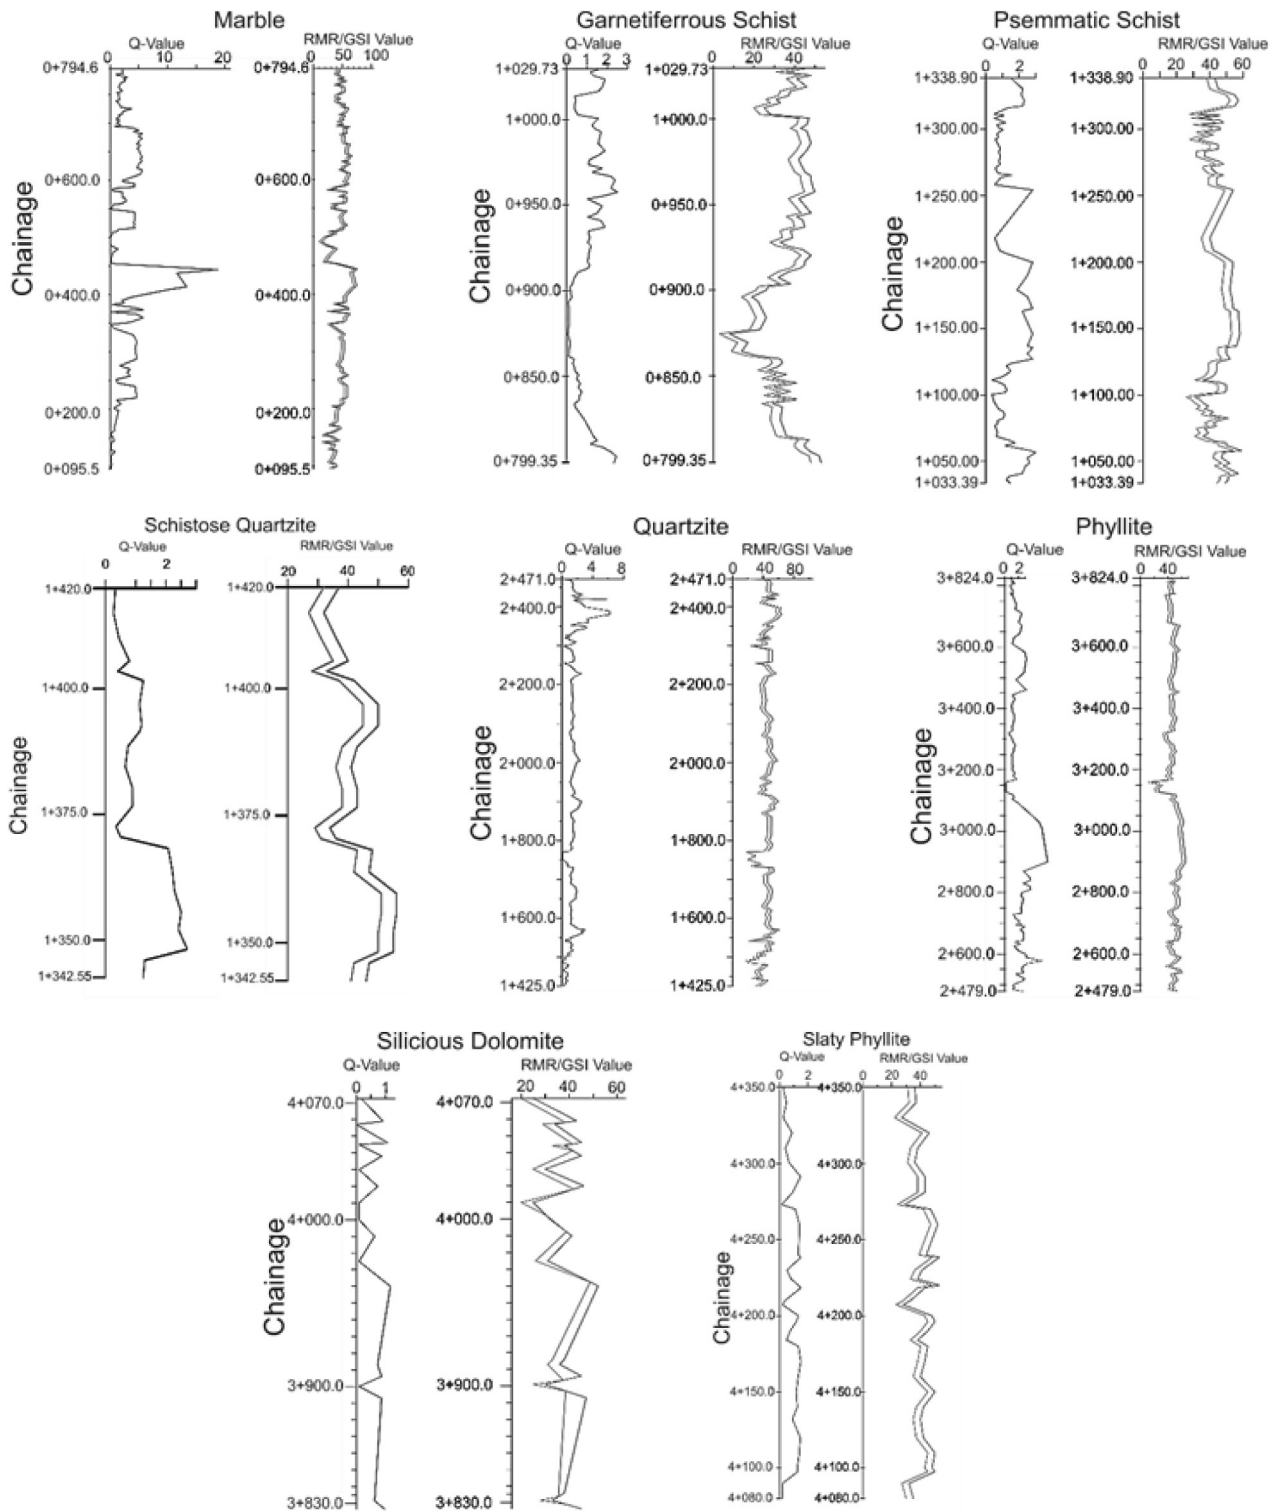 Marble
Q-Value
0 10 20
0+794.6
0+600.0
0+400.0
0+200.0
0+095.5
Chainage
RMR/GSI Value
0 50 100
0+794.6
0+600.0
0+400.0
0+200.0
0+095.5
Garnetiferrous Schist
Q-Value
0 1 2 3
1+029.73
1+000.0
0+950.0
0+900.0
0+850.0
0+799.35
Chainage
RMR/GSI Value
0 20 40
1+029.73
1+000.0
0+950.0
0+900.0
0+850.0
0+799.35
Psemmatic Schist
Q-Value
0 2
1+338.90
1+300.00
1+250.00
1+200.00
1+150.00
1+100.00
1+050.00
1+033.39
Chainage
RMR/GSI Value
0 20 40 60
1+338.90
1+300.00
1+250.00
1+200.00
1+150.00
1+100.00
1+050.00
1+033.39
Schistose Quartzite
Q-Value
0 2
1+420.0
1+400.0
1+375.0
1+350.0
1+342.55
Chainage
RMR/GSI Value
20 40 60
1+420.0
1+400.0
1+375.0
1+350.0
1+342.55
Quartzite
Q-Value
0 4 8
2+471.0
2+400.0
2+200.0
2+000.0
1+800.0
1+600.0
1+425.0
Chainage
RMR/GSI Value
0 40 80
2+471.0
2+400.0
2+200.0
2+000.0
1+800.0
1+600.0
1+425.0
Phyllite
Q-Value
0 2
3+824.0
3+600.0
3+400.0
3+200.0
3+000.0
2+800.0
2+600.0
2+479.0
Chainage
RMR/GSI Value
0 40
3+824.0
3+600.0
3+400.0
3+200.0
3+000.0
2+800.0
2+600.0
2+479.0
Silicious Dolomite
Q-Value
0 1
4+070.0
4+000.0
3+900.0
3+830.0
Chainage
RMR/GSI Value
20 40 60
4+070.0
4+000.0
3+900.0
3+830.0
Slaty Phyllite
Q-Value
0 2
4+350.0
4+300.0
4+250.0
4+200.0
4+150.0
4+100.0
4+080.0
Chainage
RMR/GSI Value
0 20 40
4+350.0
4+300.0
4+250.0
4+200.0
4+150.0
4+100.0
4+080.0